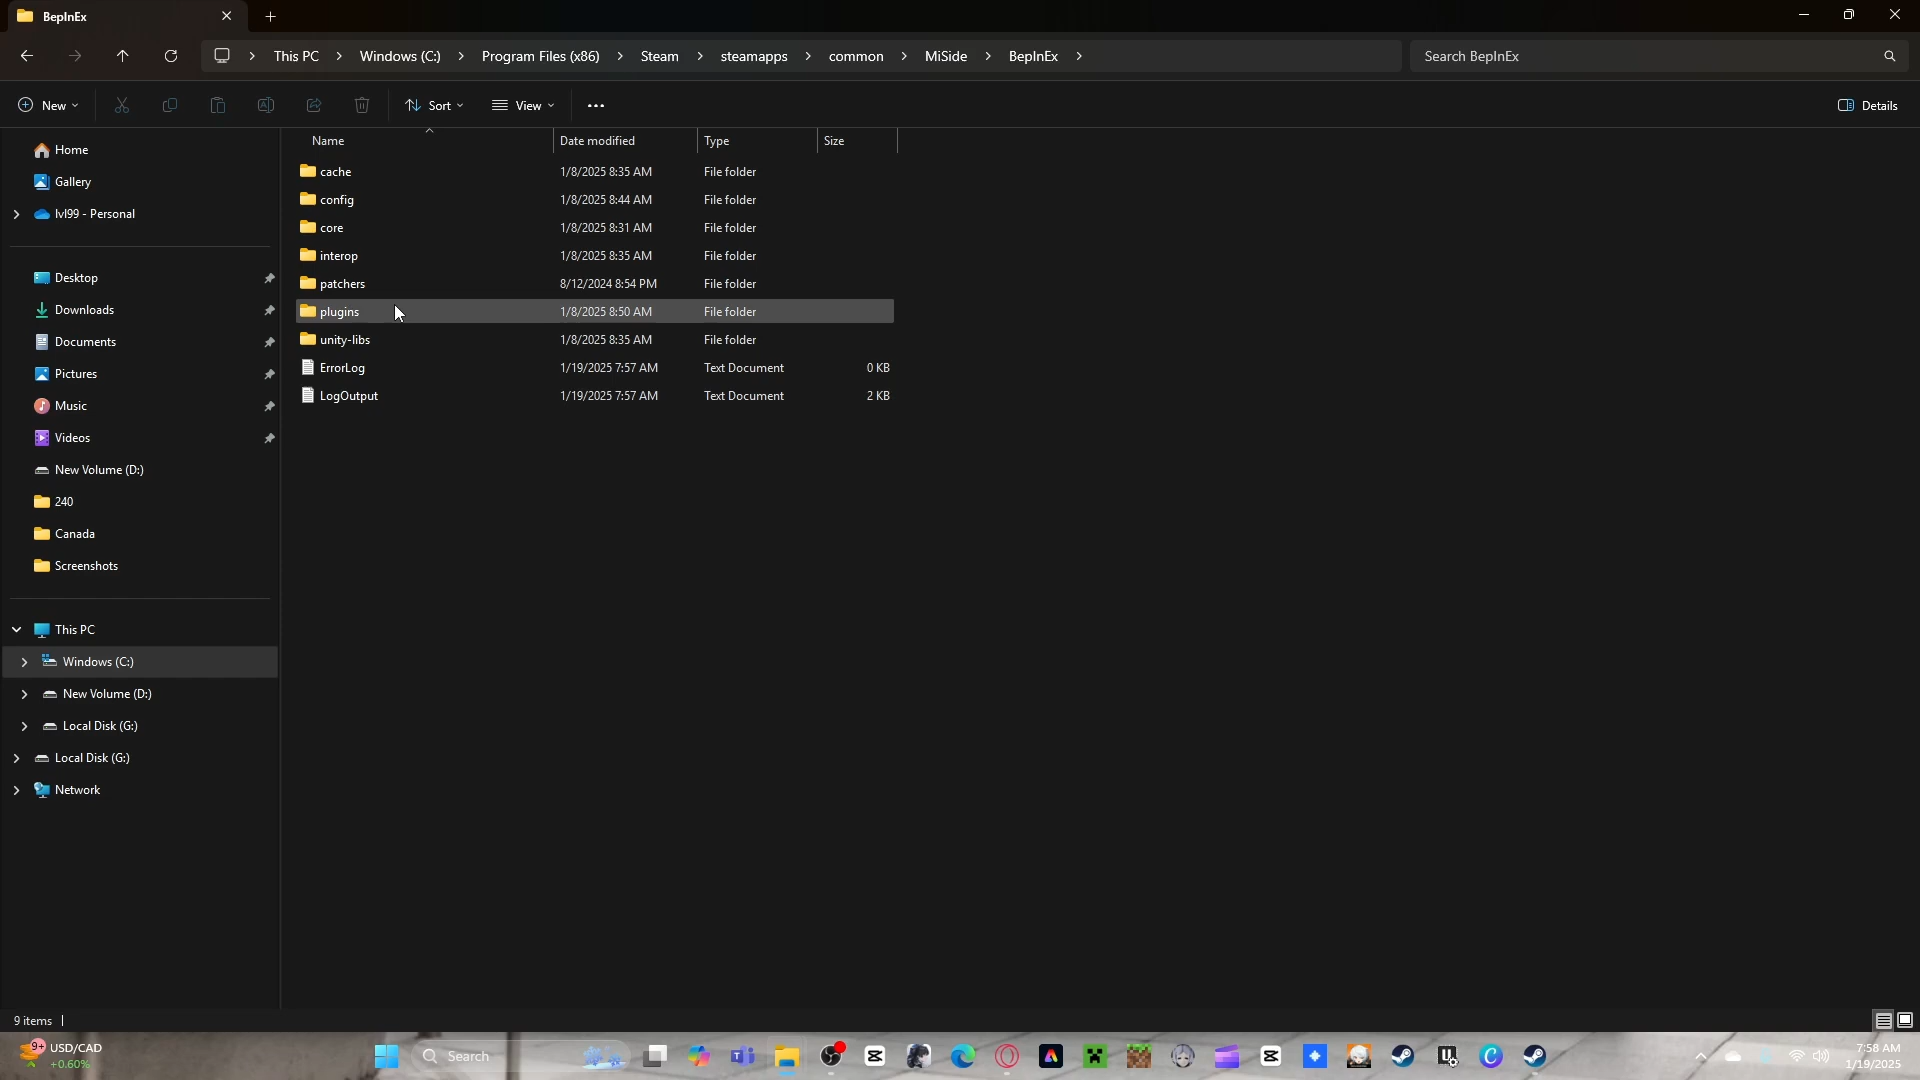 BepInEx
This PC > Windows (C:) > Program Files (x86) > Steam > steamapps > common > MiSide > BepInEx >
Search BepInEx
New
Sort
View
Details
Name Date modified Type Size
cache 1/8/2025 8:35 AM File folder
config 1/8/2025 8:44 AM File folder
core 1/8/2025 8:31 AM File folder
interop 1/8/2025 8:35 AM File folder
patchers 8/12/2024 8:54 PM File folder
plugins 1/8/2025 8:50 AM File folder
unity-libs 1/8/2025 8:35 AM File folder
ErrorLog 1/19/2025 7:57 AM Text Document 0 KB
LogOutput 1/19/2025 7:57 AM Text Document 2 KB
Home
Gallery
lvl99 - Personal
Desktop
Downloads
Documents
Pictures
Music
Videos
New Volume (D:)
240
Canada
Screenshots
This PC
Windows (C:)
New Volume (D:)
Local Disk (G:)
Local Disk (G:)
Network
9 items
9+
USD/CAD
+0.60%
Search
7:58 AM
1/19/2025